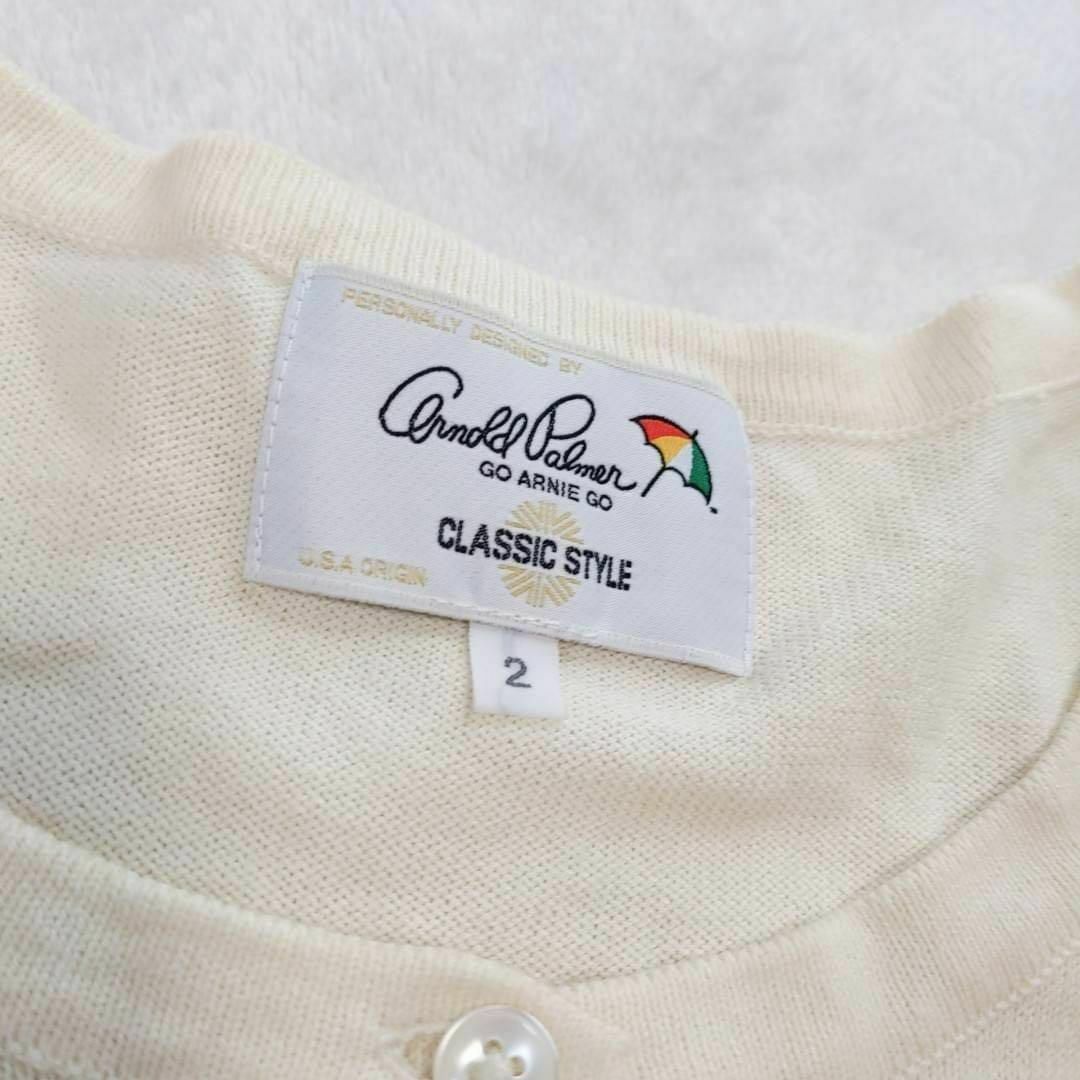 PERSONALLY DESIGNED BY
Arnold Palmer
GO ARNIE GO
CLASSIC STYLE
U.S.A ORIGIN
2